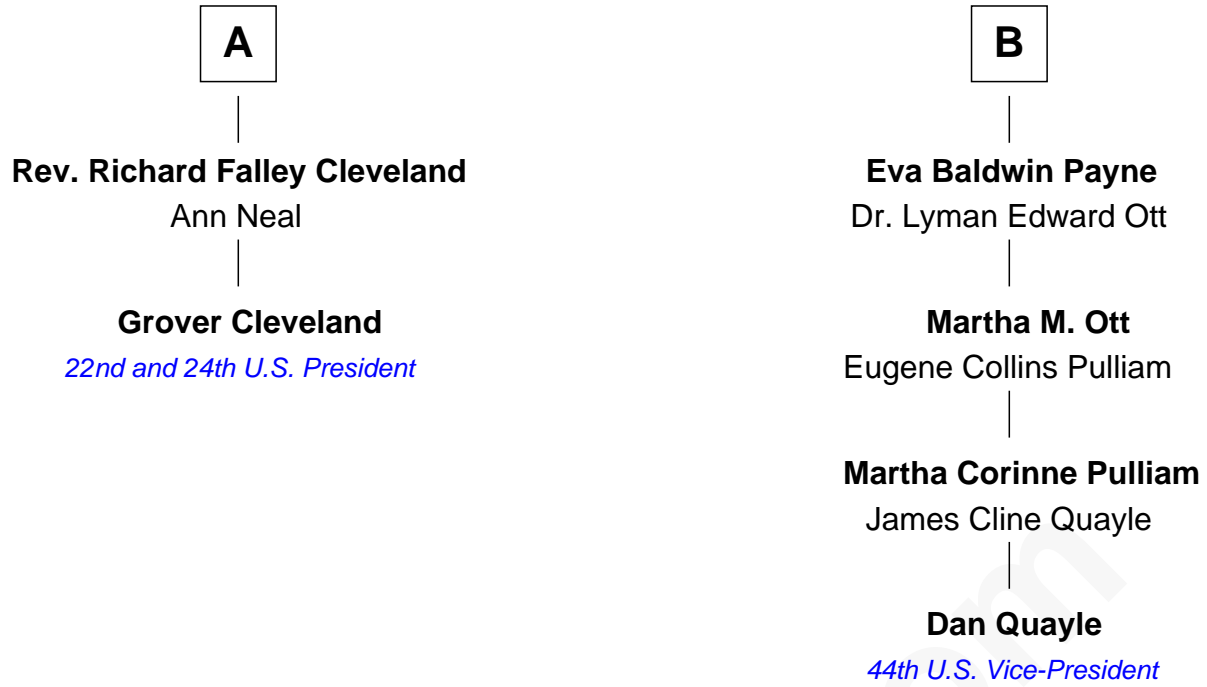 A
Rev. Richard Falley Cleveland
Ann Neal
Grover Cleveland
22nd and 24th U.S. President
B
Eva Baldwin Payne
Dr. Lyman Edward Ott
Martha M. Ott
Eugene Collins Pulliam
Martha Corinne Pulliam
James Cline Quayle
Dan Quayle
44th U.S. Vice-President